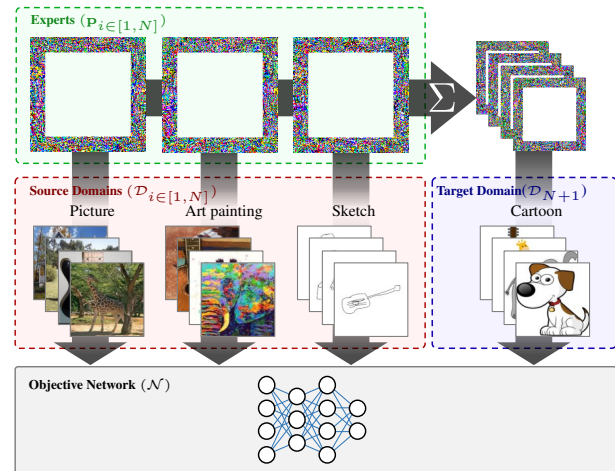 Experts (p_{i∈[1,N]})
Σ
Source Domains (𝒟_{i∈[1,N]})
Target Domain(𝒟_{N+1})
Picture
Art painting
Sketch
Cartoon
Objective Network (𝒩)